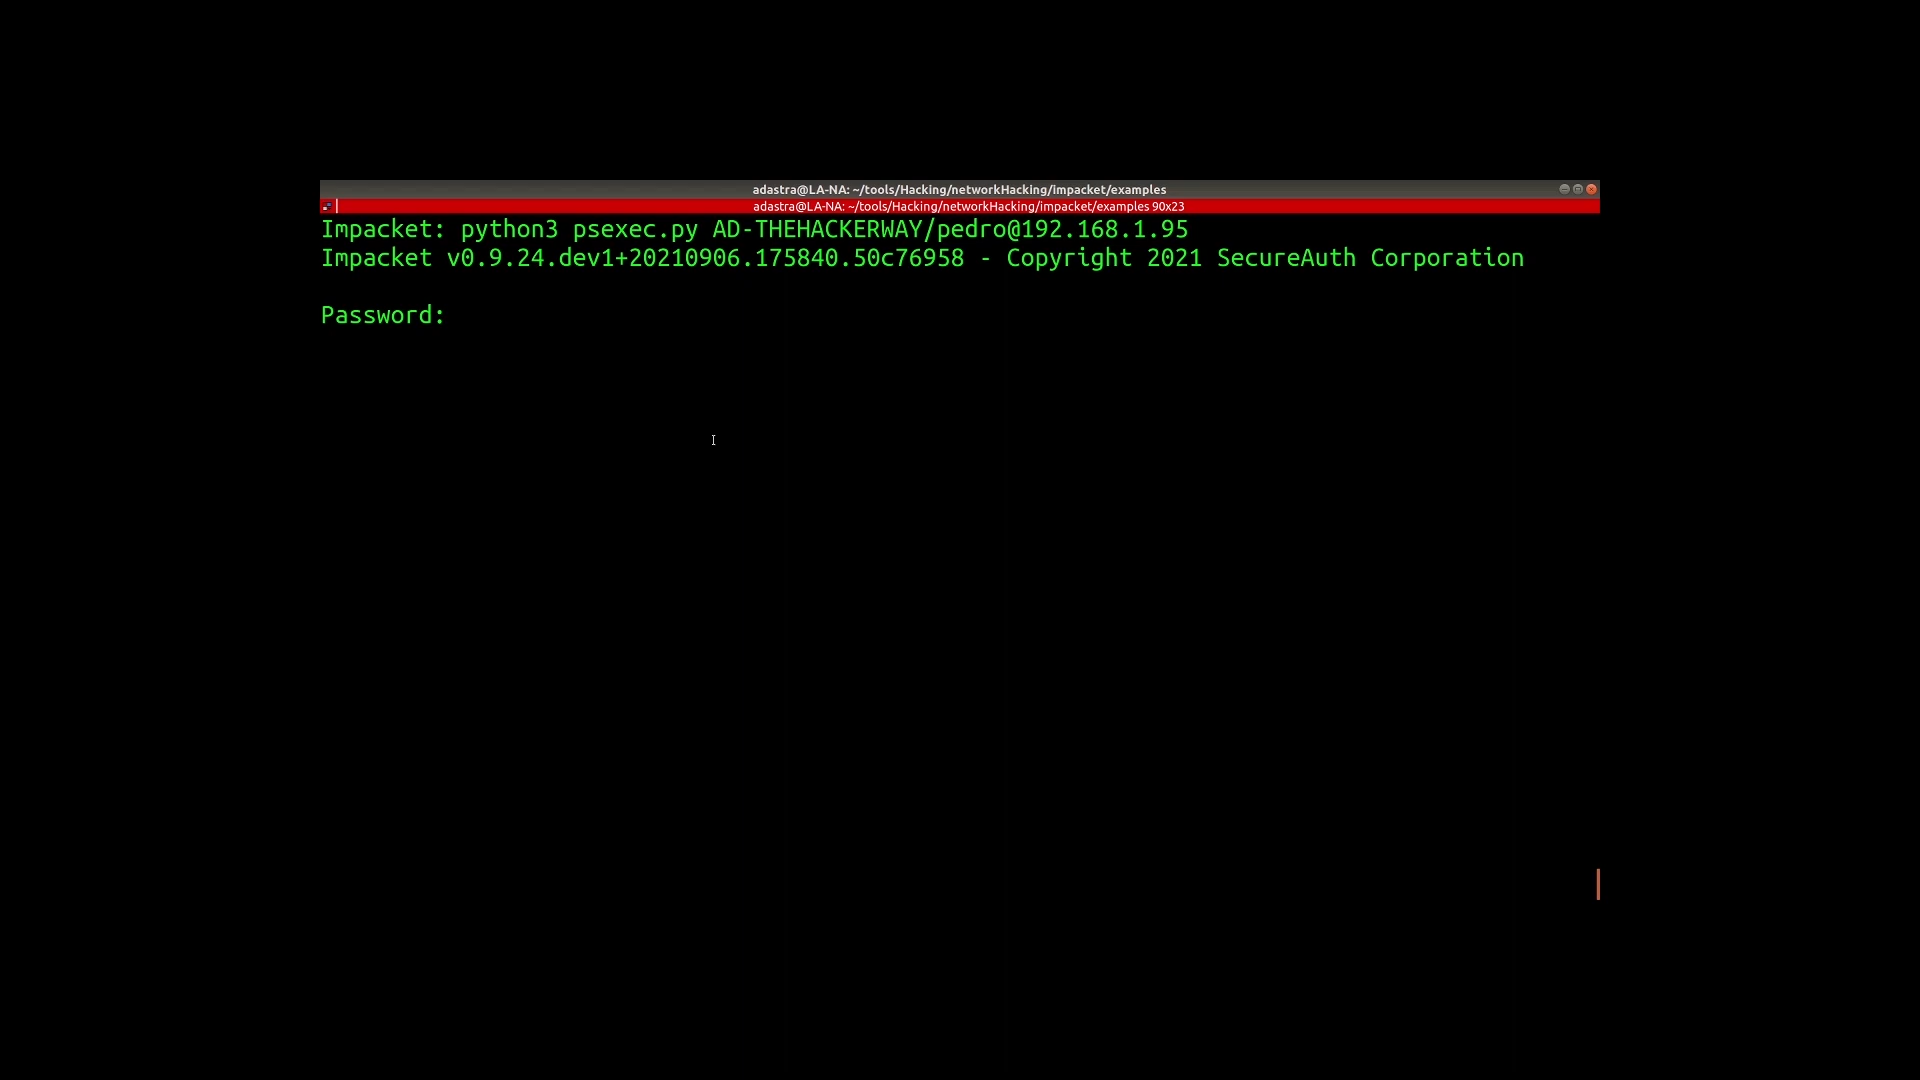 adastra@LA-NA: ~/tools/Hacking/networkHacking/impacket/examples
adastra@LA-NA: ~/tools/Hacking/networkHacking/impacket/examples 90x23
Impacket: python3 psexec.py AD-THEHACKERWAY/pedro@192.168.1.95
Impacket v0.9.24.dev1+20210906.175840.50c76958 - Copyright 2021 SecureAuth Corporation
Password: